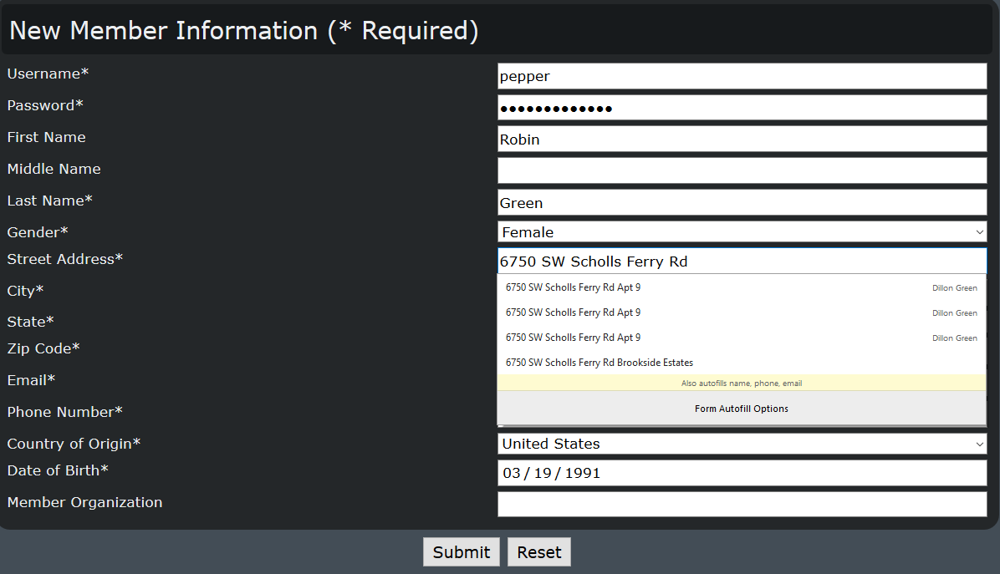 New Member Information (* Required)
Username* pepper
Password* •••••••••••••
First Name Robin
Middle Name
Last Name* Green
Gender* Female
Street Address* 6750 SW Scholls Ferry Rd
6750 SW Scholls Ferry Rd Apt 9 Dillon Green
City*
6750 SW Scholls Ferry Rd Apt 9 Dillon Green
State*
6750 SW Scholls Ferry Rd Apt 9 Dillon Green
Zip Code*
6750 SW Scholls Ferry Rd Brookside Estates
Email*
Also autofills name, phone, email
Phone Number*
Form Autofill Options
Country of Origin* United States
Date of Birth* 03 / 19 / 1991
Member Organization
Submit Reset